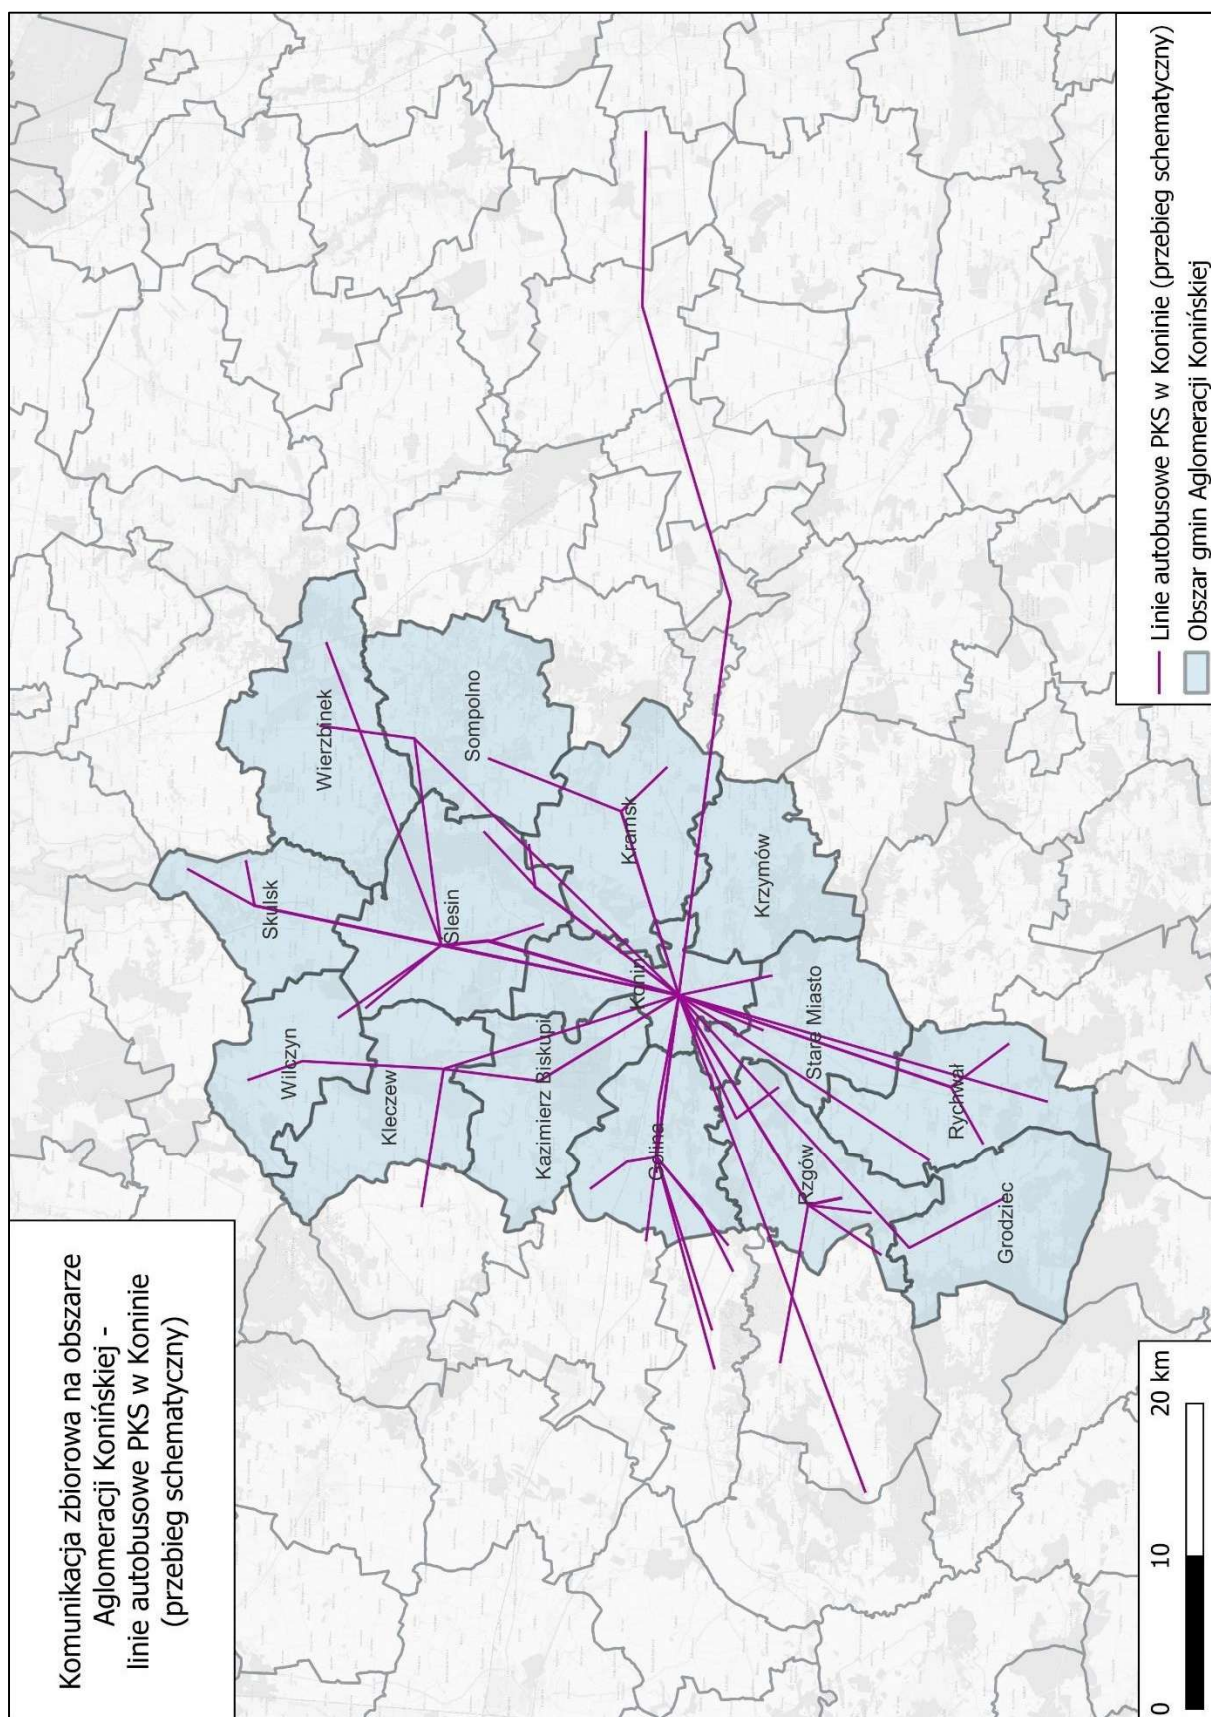 Komunikacja zbiorowa na obszarze
Aglomeracji Konińskiej -
linie autobusowe PKS w Koninie
(przebieg schematyczny)
Wierzbinek
Skulsk
Sompolno
Ślesin
Wilczyn
Kleczew
Kramsk
Kazimierz Biskupi
Konin
Krzymów
Golina
Stare Miasto
Rzgów
Rychwał
Grodziec
0 10 20 km
Linie autobusowe PKS w Koninie (przebieg schematyczny)
Obszar gmin Aglomeracji Konińskiej